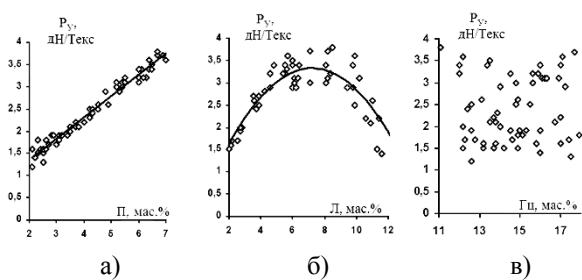 Pу, дН/Текс
4
3,5
3
2,5
2
1,5
1
0,5
0
2 3 4 5 6 7
П, мас.%
а)
Pу, дН/Текс
4
3,5
3
2,5
2
1,5
1
0,5
0
2 4 6 8 10 12
Л, мас.%
б)
Pу, дН/Текс
4
3,5
3
2,5
2
1,5
1
0,5
0
11 13 15 17
Гц, мас.%
в)